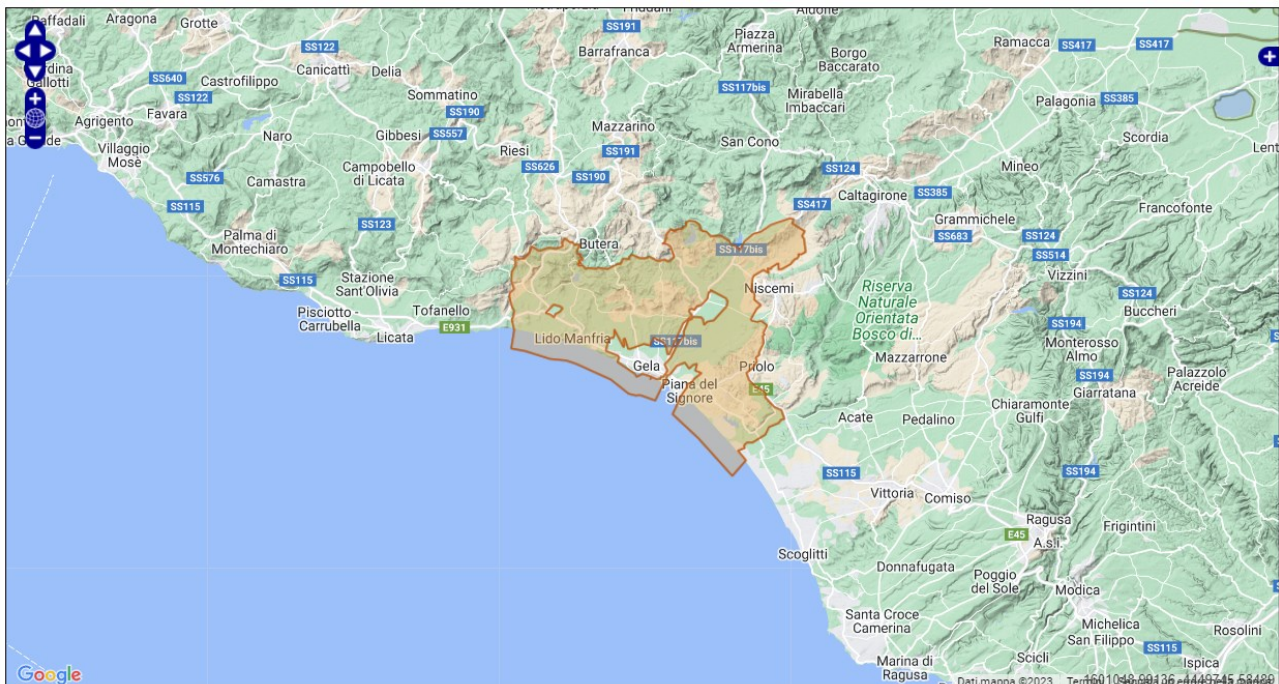 Raffadali
Aragona
Grotte
SS122
Canicattì
Delia
SS640
Castrofilippo
SS122
Favara
Agrigento
Villaggio
Mosè
Naro
SS576
Camastra
SS115
Palma di
Montechiaro
SS115
Pisciotto -
Carrubella
Stazione
Sant'Olivia
Tofanello
Licata
E931
Campobello
di Licata
SS123
Gibbesi
SS557
SS190
Sommatino
Riesi
SS626
SS190
SS191
Mazzarino
Barrafranca
SS191
Aidone
Piazza
Armerina
SS117bis
Borgo
Baccarato
Mirabella
Imbaccari
San Cono
SS124
SS417
Caltagirone
SS385
Grammichele
SS683
SS124
SS514
Vizzini
SS124
Buccheri
Ramacca
SS417
SS417
Palagonia
SS385
Scordia
Lent
Mineo
Francofonte
Butera
SS117bis
Niscemi
Riserva
Naturale
Orientata
Bosco di...
Lido Manfria
SS117bis
Gela
Piana del
Signore
Priolo
E45
Mazzarrone
SS194
Monterosso
Almo
SS194
Giarratana
Palazzolo
Acreide
Acate
Pedalino
Chiaramonte
Gulfi
SS115
Vittoria
Comiso
SS194
Ragusa
E45
A.s.i.
Frigintini
Scoglitti
Donnafugata
Poggio
del Sole
Modica
Santa Croce
Camerina
Michelica
San Filippo
SS115
Rosolini
Marina di
Ragusa
Scicli
Ispica
Google
Dati mappa ©2023